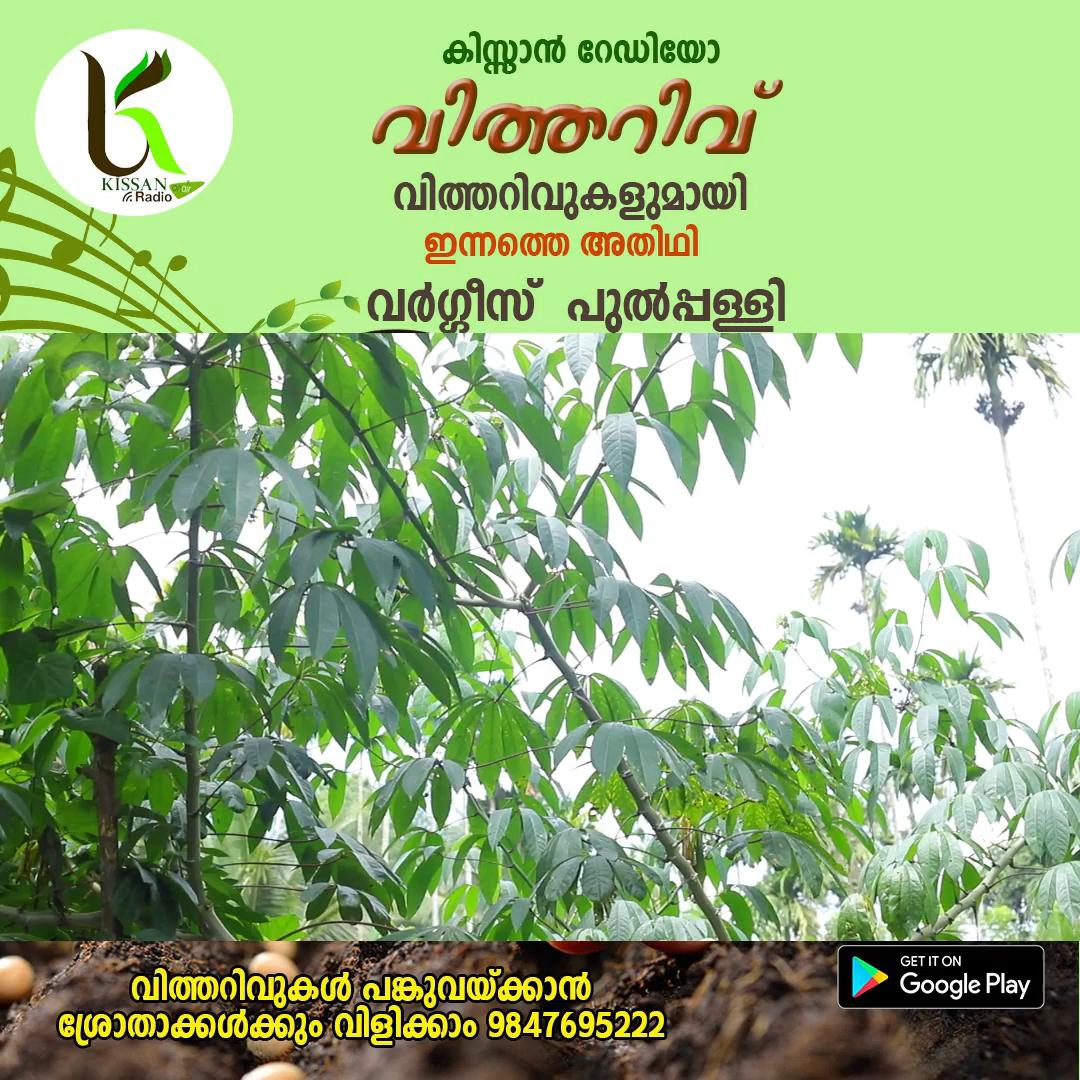 KISSAN
Radio
കിസ്സാൻ റേഡിയോ
വിത്തറിവ്
വിത്തറിവുകളുമായി
ഇന്നത്തെ അതിഥി
വർഗ്ഗീസ് പുൽപ്പള്ളി
വിത്തറിവുകൾ പങ്കുവയ്ക്കാൻ
ശ്രോതാക്കൾക്കും വിളിക്കാം 9847695222
GET IT ON
Google Play